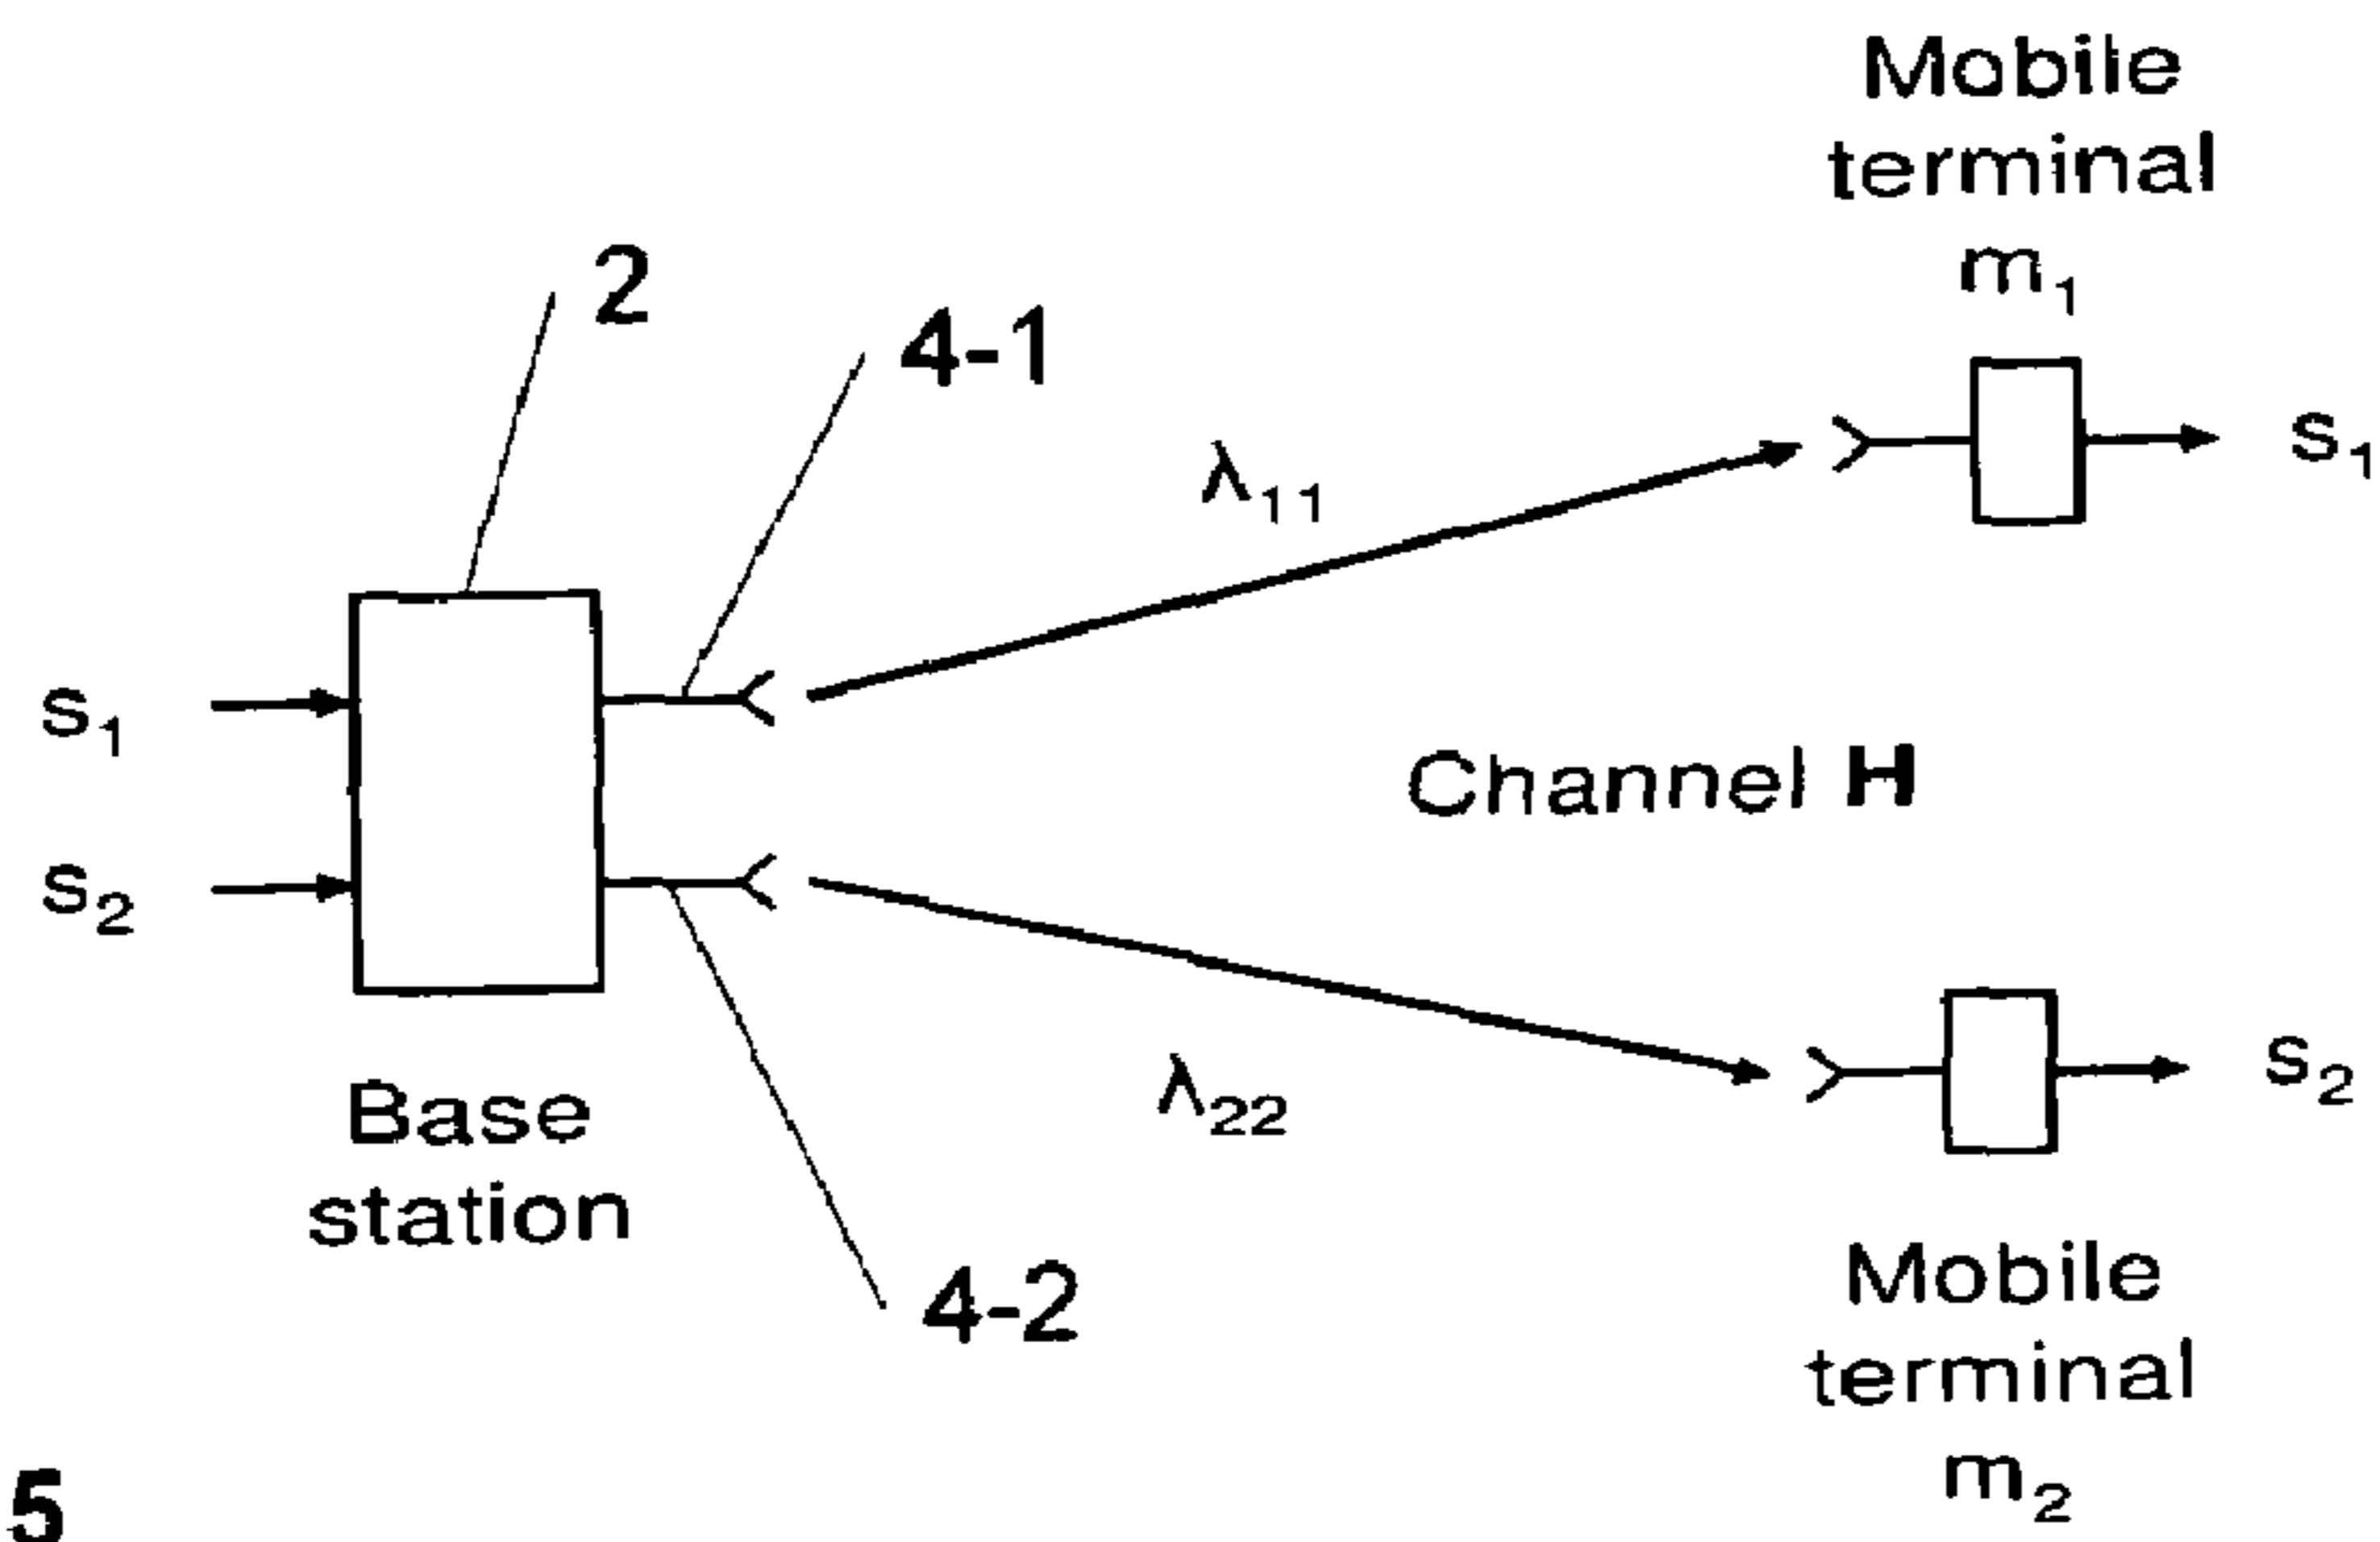 Mobile
terminal
m₁
2
4-1
λ₁₁
s₁
s₁
Channel H
s₂
Base
station
λ₂₂
s₂
4-2
Mobile
terminal
m₂
5